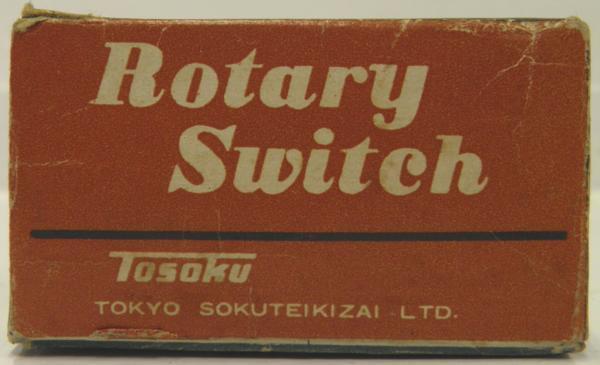 Rotary
Switch
Tosoku
TOKYO SOKUTEIKIZAI LTD.